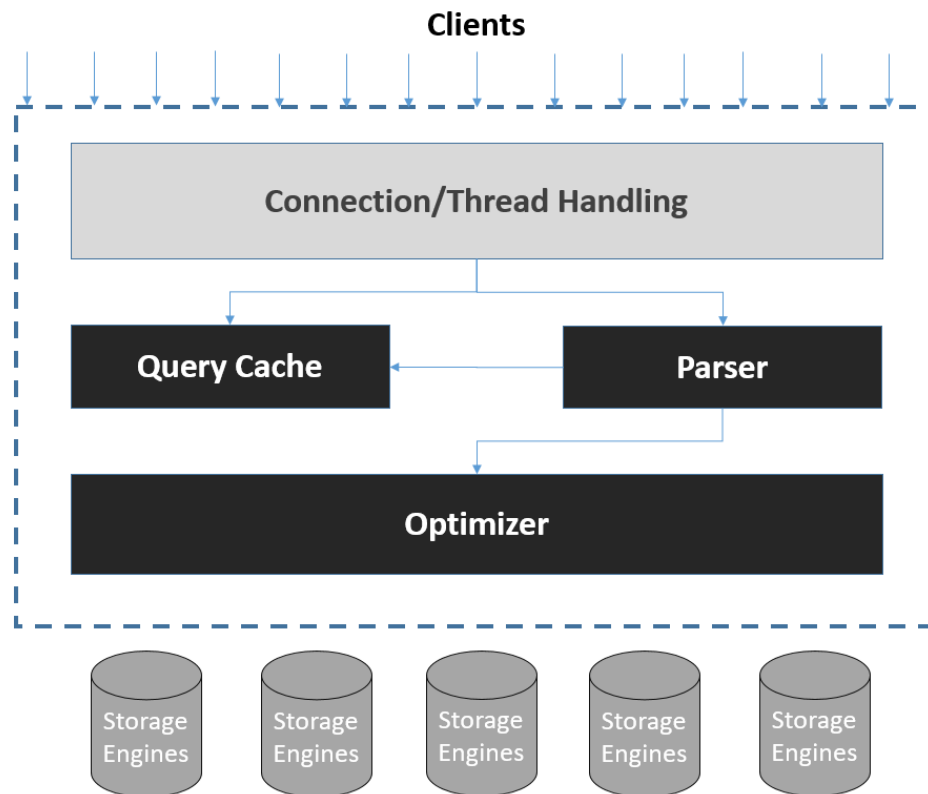 Clients
Connection/Thread Handling
Query Cache
Parser
Optimizer
Storage
Engines
Storage
Engines
Storage
Engines
Storage
Engines
Storage
Engines